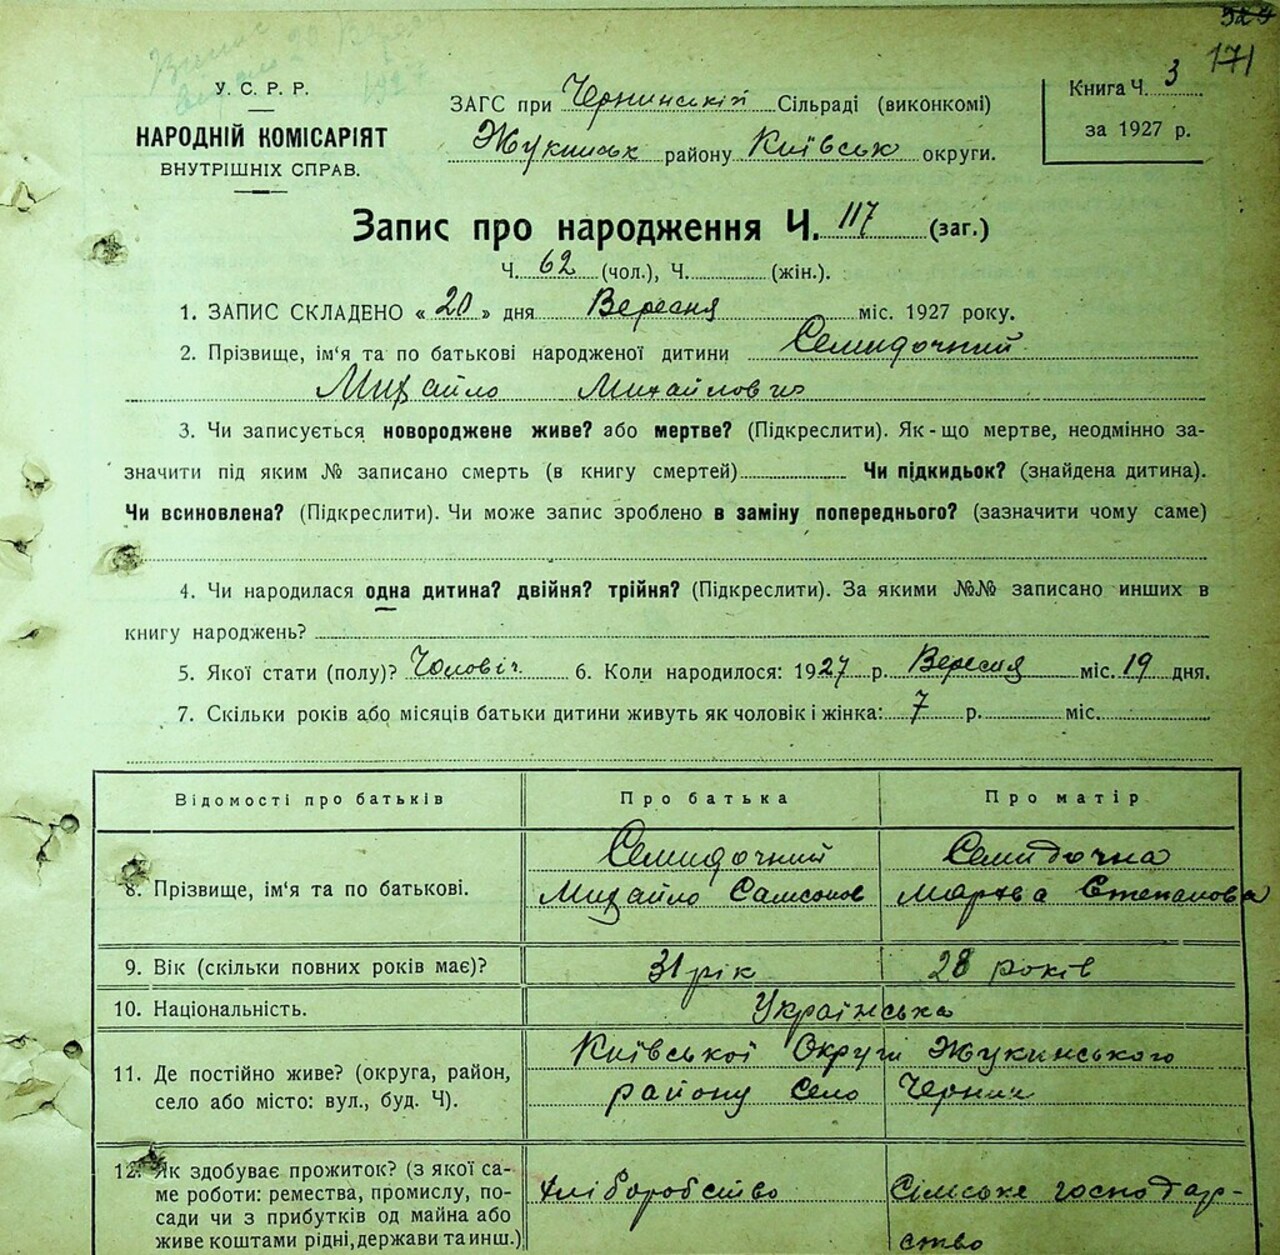 171
У. С. Р. Р.
НАРОДНІЙ КОМІСАРІЯТ
ВНУТРІШНІХ СПРАВ.
ЗАГС при Чернинській Сільраді (виконкомі)
Жукинськ району Київськ округи.
Книга Ч. 3
за 1927 р.
Запис про народження Ч. 117 (заг.)
Ч. 62 (чол.), Ч. (жін.).
1. ЗАПИС СКЛАДЕНО « 20 » дня Вересня міс. 1927 року.
2. Прізвище, ім‘я та по батькові народженої дитини Семидочний
Михайло Михайлович
3. Чи записується новороджене живе? або мертве? (Підкреслити). Як-що мертве, неодмінно за-
значити під яким № записано смерть (в книгу смертей) Чи підкидьок? (знайдена дитина).
Чи всиновлена? (Підкреслити). Чи може запис зроблено в заміну попереднього? (зазначити чому саме)
4. Чи народилася одна дитина? двійня? трійня? (Підкреслити). За якими №№ записано инших в
книгу народжень?
5. Якої стати (полу)? Чоловіч. 6. Коли народилося: 1927 р. Вересня міс. 19 дня.
7. Скільки років або місяців батьки дитини живуть як чоловік і жінка: 7 р. міс.
Відомості про батьків Про батька Про матір
8. Прізвище, ім‘я та по батькові. Семидочний Семидочна
Михайло Самсонов Марфа Степанова
9. Вік (скільки повних років має)? 31 рік 28 років
10. Національність. Українська
11. Де постійно живе? (округа, район,
село або місто: вул., буд. Ч).
Київської Округи Жукинського
району Село Чернин
12. Як здобуває прожиток? (з якої са-
ме роботи: ремества, промислу, по-
сади чи з прибутків од майна або
живе коштами рідні, держави та инш.)
Хліборобство Сільське господар-
ство